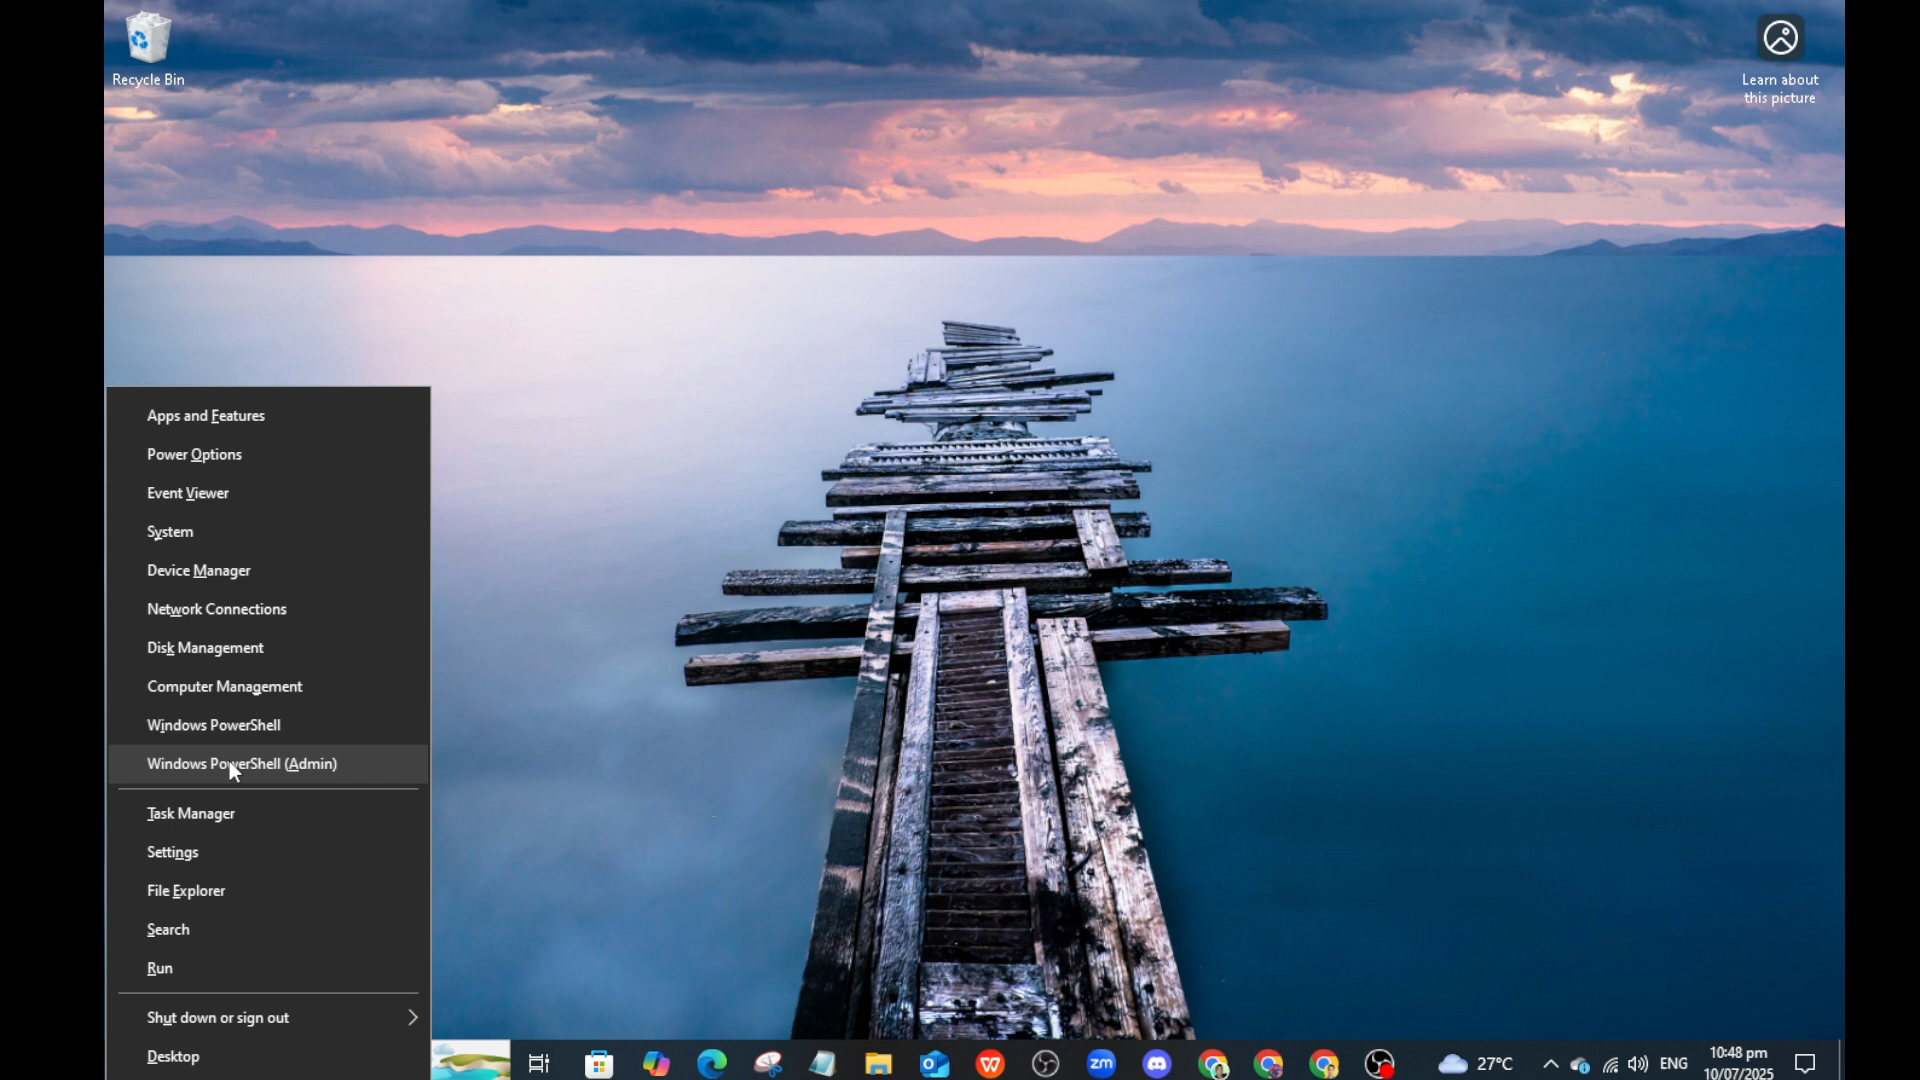 Recycle Bin
Learn about
this picture
Apps and Features
Power Options
Event Viewer
System
Device Manager
Network Connections
Disk Management
Computer Management
Windows PowerShell
Windows PowerShell (Admin)
Task Manager
Settings
File Explorer
Search
Run
Shut down or sign out
Desktop
zm
27°C
ENG
10:48 pm
10/07/2025